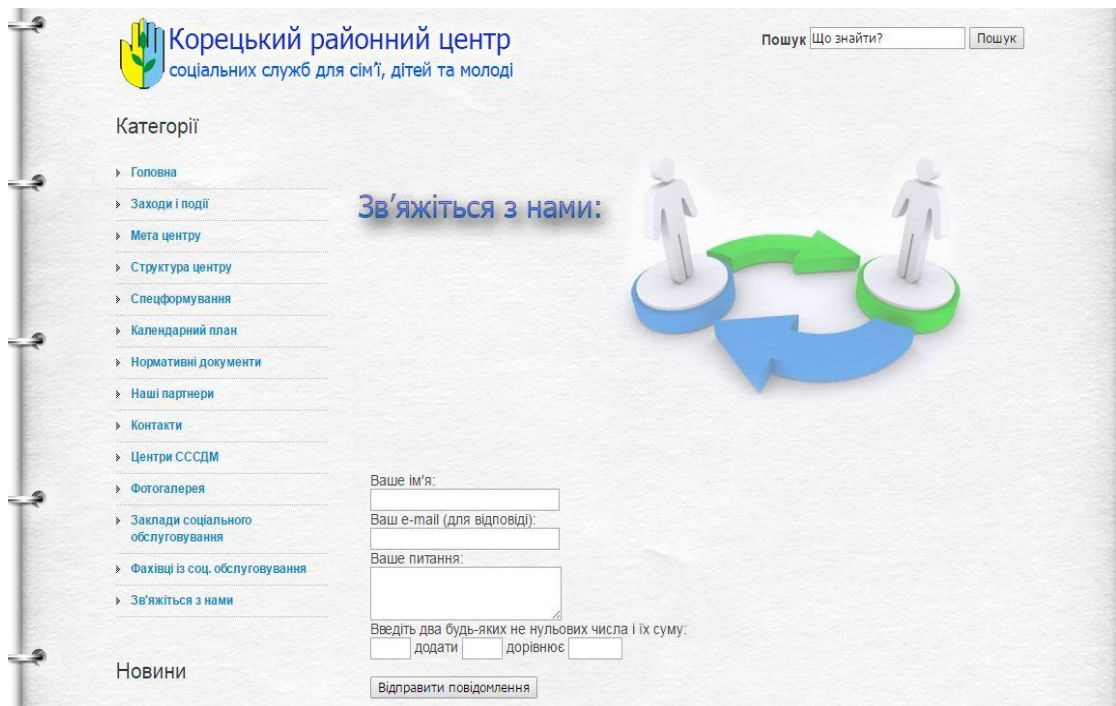 Корецький районний центр
соціальних служб для сім'ї, дітей та молоді
Пошук Що знайти? Пошук
Категорії
Головна
Заходи і події
Мета центру
Структура центру
Спецформування
Календарний план
Нормативні документи
Наші партнери
Контакти
Центри СССДМ
Фотогалерея
Заклади соціального
обслуговування
Фахівці із соц. обслуговування
Зв'яжіться з нами
Новини
Зв'яжіться з нами:
Ваше ім'я:
Ваш e-mail (для відповіді):
Ваше питання:
Введіть два будь-яких не нульових числа і їх суму:
додати дорівнює
Відправити повідомлення